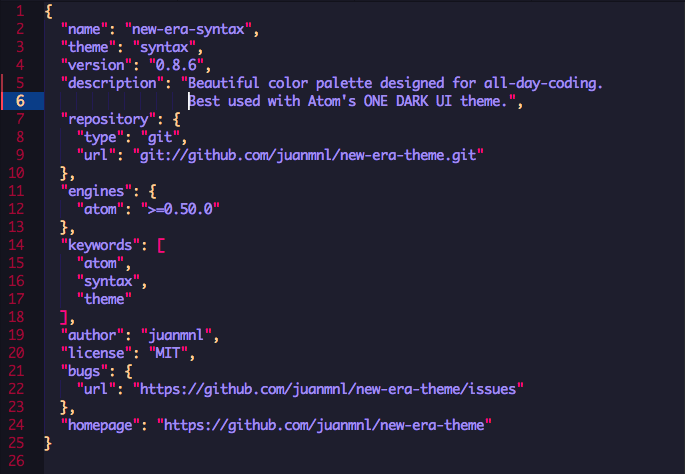 1 {
2   "name": "new-era-syntax",
3   "theme": "syntax",
4   "version": "0.8.6",
5   "description": "Beautiful color palette designed for all-day-coding.
6                   Best used with Atom's ONE DARK UI theme.",
7   "repository": {
8     "type": "git",
9     "url": "git://github.com/juanmnl/new-era-theme.git"
10   },
11   "engines": {
12     "atom": ">=0.50.0"
13   },
14   "keywords": [
15     "atom",
16     "syntax",
17     "theme"
18   ],
19   "author": "juanmnl",
20   "license": "MIT",
21   "bugs": {
22     "url": "https://github.com/juanmnl/new-era-theme/issues"
23   },
24   "homepage": "https://github.com/juanmnl/new-era-theme"
25 }
26